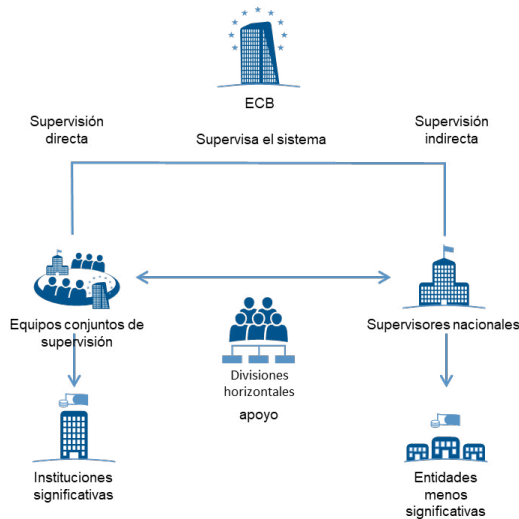 ECB
Supervisión
directa
Supervisa el sistema
Supervisión
indirecta
Equipos conjuntos de
supervisión
Supervisores nacionales
Divisiones
horizontales
apoyo
Instituciones
significativas
Entidades
menos
significativas